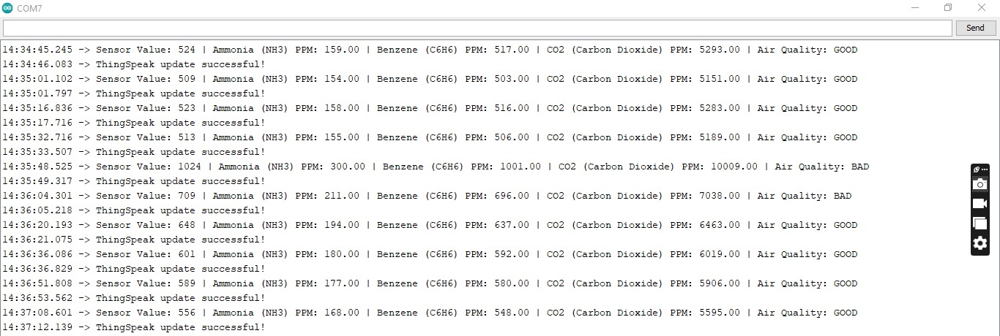 COM7
Send
14:34:45.245 -> Sensor Value: 524 | Ammonia (NH3) PPM: 159.00 | Benzene (C6H6) PPM: 517.00 | CO2 (Carbon Dioxide) PPM: 5293.00 | Air Quality: GOOD
14:34:46.083 -> ThingSpeak update successful!
14:35:01.102 -> Sensor Value: 509 | Ammonia (NH3) PPM: 154.00 | Benzene (C6H6) PPM: 503.00 | CO2 (Carbon Dioxide) PPM: 5151.00 | Air Quality: GOOD
14:35:01.797 -> ThingSpeak update successful!
14:35:16.836 -> Sensor Value: 523 | Ammonia (NH3) PPM: 158.00 | Benzene (C6H6) PPM: 516.00 | CO2 (Carbon Dioxide) PPM: 5283.00 | Air Quality: GOOD
14:35:17.716 -> ThingSpeak update successful!
14:35:32.716 -> Sensor Value: 513 | Ammonia (NH3) PPM: 155.00 | Benzene (C6H6) PPM: 506.00 | CO2 (Carbon Dioxide) PPM: 5189.00 | Air Quality: GOOD
14:35:33.507 -> ThingSpeak update successful!
14:35:48.525 -> Sensor Value: 1024 | Ammonia (NH3) PPM: 300.00 | Benzene (C6H6) PPM: 1001.00 | CO2 (Carbon Dioxide) PPM: 10009.00 | Air Quality: BAD
14:35:49.317 -> ThingSpeak update successful!
14:36:04.301 -> Sensor Value: 709 | Ammonia (NH3) PPM: 211.00 | Benzene (C6H6) PPM: 696.00 | CO2 (Carbon Dioxide) PPM: 7038.00 | Air Quality: BAD
14:36:05.218 -> ThingSpeak update successful!
14:36:20.193 -> Sensor Value: 648 | Ammonia (NH3) PPM: 194.00 | Benzene (C6H6) PPM: 637.00 | CO2 (Carbon Dioxide) PPM: 6463.00 | Air Quality: GOOD
14:36:21.075 -> ThingSpeak update successful!
14:36:36.086 -> Sensor Value: 601 | Ammonia (NH3) PPM: 180.00 | Benzene (C6H6) PPM: 592.00 | CO2 (Carbon Dioxide) PPM: 6019.00 | Air Quality: GOOD
14:36:36.829 -> ThingSpeak update successful!
14:36:51.808 -> Sensor Value: 589 | Ammonia (NH3) PPM: 177.00 | Benzene (C6H6) PPM: 580.00 | CO2 (Carbon Dioxide) PPM: 5906.00 | Air Quality: GOOD
14:36:53.562 -> ThingSpeak update successful!
14:37:08.601 -> Sensor Value: 556 | Ammonia (NH3) PPM: 168.00 | Benzene (C6H6) PPM: 548.00 | CO2 (Carbon Dioxide) PPM: 5595.00 | Air Quality: GOOD
14:37:12.139 -> ThingSpeak update successful!